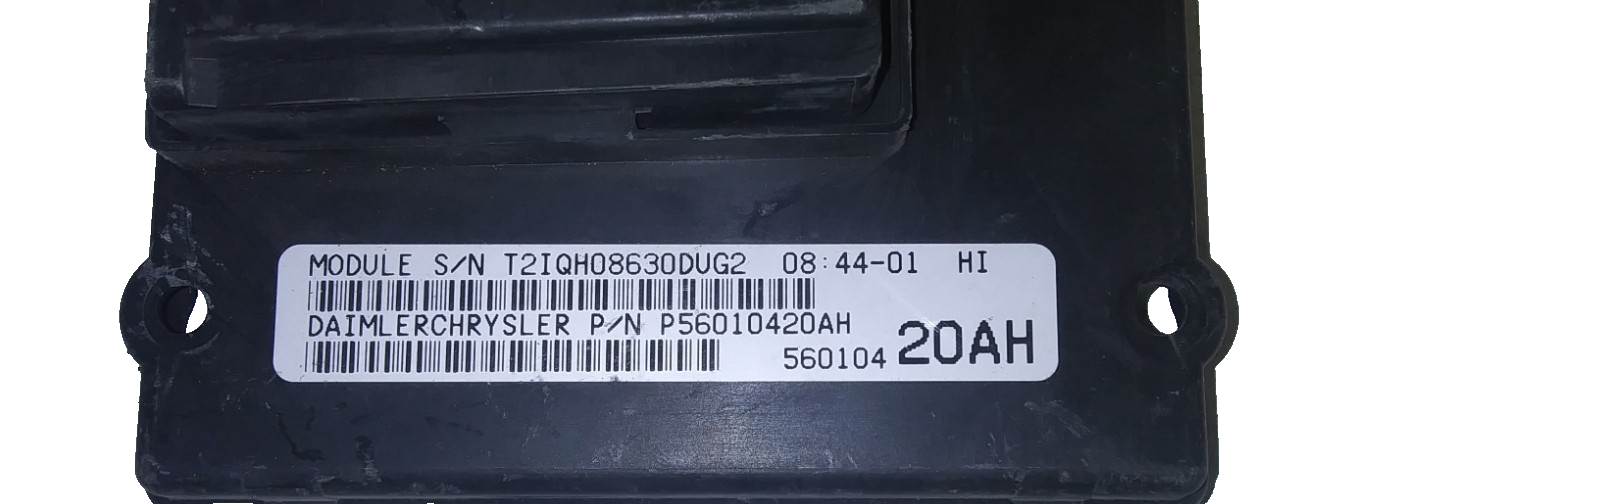 MODULE S/N T2IQH08630DUG2 08:44-01 HI
DAIMLERCHRYSLER P/N P56010420AH
560104 20AH